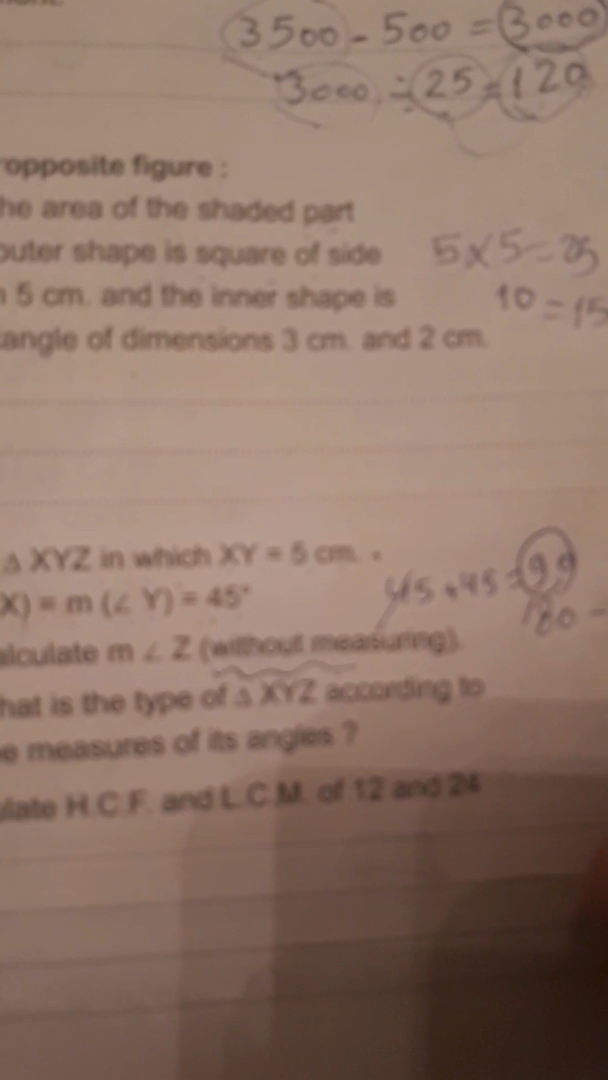 3500 - 500 = 3000
3000 ÷ 25 = 120
opposite figure :
he area of the shaded part
outer shape is square of side
5 × 5 = 25
5 cm. and the inner shape is
10 = 15
angle of dimensions 3 cm. and 2 cm.
Δ XYZ in which XY = 5 cm.
X) = m (∠ Y) = 45°
45 + 45 = 99
180 -
alculate m ∠ Z (without measuring).
hat is the type of Δ XYZ according to
e measures of its angles ?
ulate H.C.F. and L.C.M. of 12 and 24